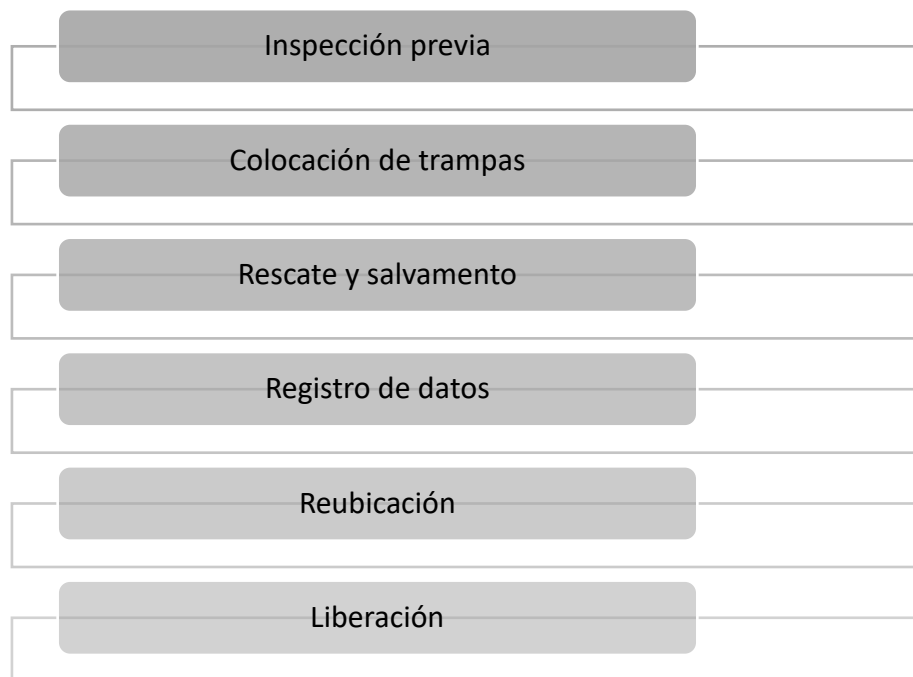 Inspección previa
Colocación de trampas
Rescate y salvamento
Registro de datos
Reubicación
Liberación